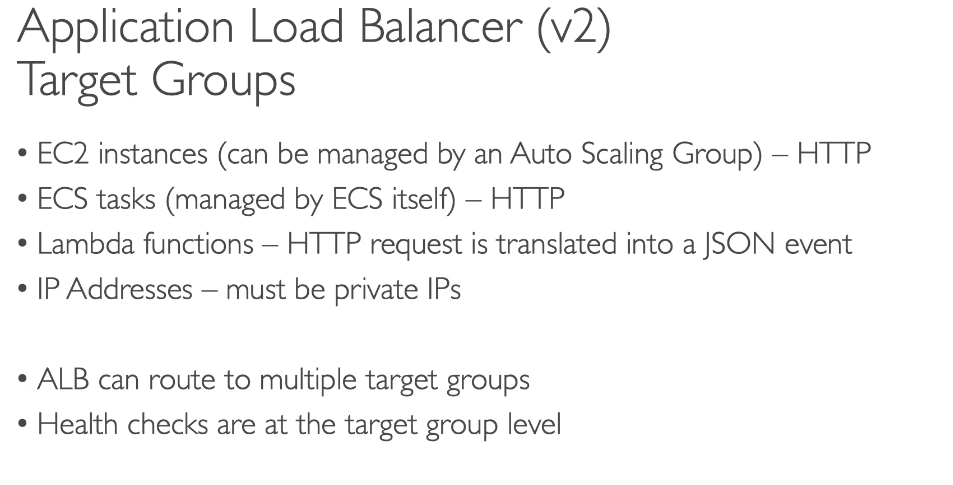 Application Load Balancer (v2)
Target Groups
• EC2 instances (can be managed by an Auto Scaling Group) – HTTP
• ECS tasks (managed by ECS itself) – HTTP
• Lambda functions – HTTP request is translated into a JSON event
• IP Addresses – must be private IPs
• ALB can route to multiple target groups
• Health checks are at the target group level